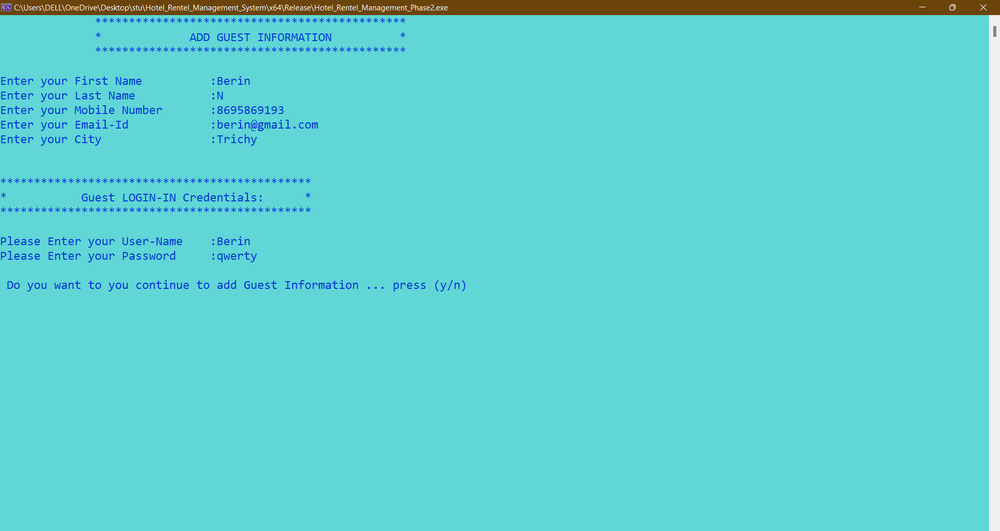 C:\Users\DELL\OneDrive\Desktop\stu\Hotel_Rentel_Management_System\x64\Release\Hotel_Rentel_Management_Phase2.exe
**********************************************
* ADD GUEST INFORMATION *
**********************************************
Enter your First Name :Berin
Enter your Last Name :N
Enter your Mobile Number :8695869193
Enter your Email-Id :berin@gmail.com
Enter your City :Trichy
**********************************************
* Guest LOGIN-IN Credentials: *
**********************************************
Please Enter your User-Name :Berin
Please Enter your Password :qwerty
Do you want to you continue to add Guest Information ... press (y/n)